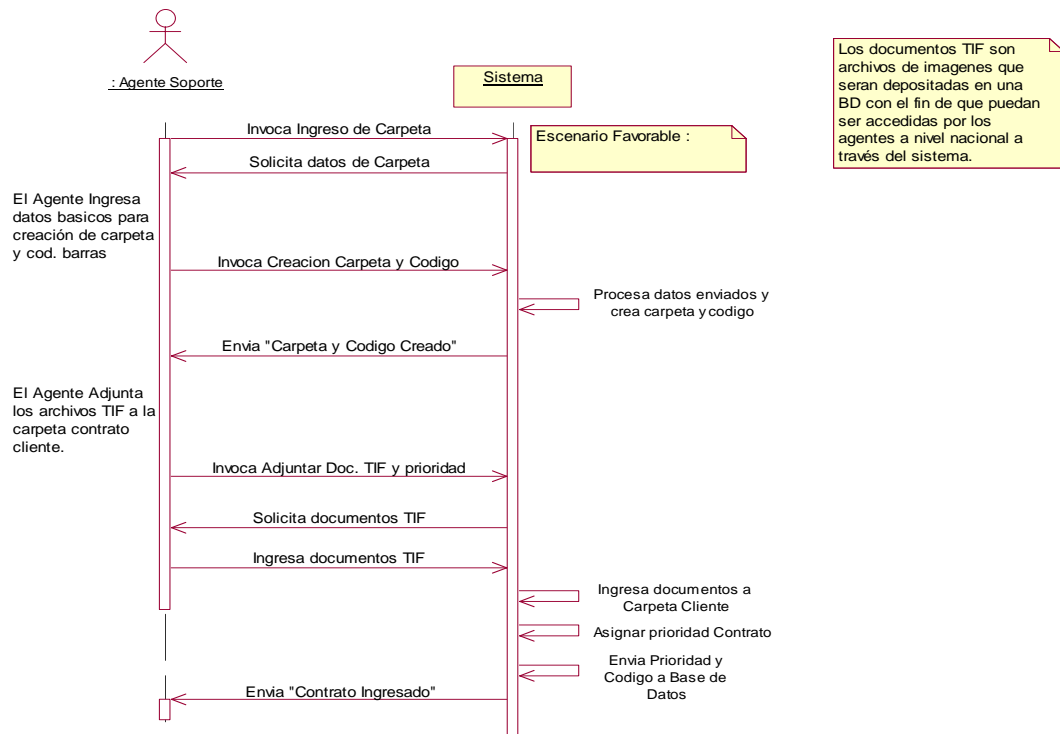 : Agente Soporte
Sistema
Los documentos TIF son
archivos de imagenes que
seran depositadas en una
BD con el fin de que puedan
ser accedidas por los
agentes a nivel nacional a
través del sistema.
Invoca Ingreso de Carpeta
Escenario Favorable :
Solicita datos de Carpeta
El Agente Ingresa
datos basicos para
creación de carpeta
y cod. barras
Invoca Creacion Carpeta y Codigo
Procesa datos enviados y
crea carpeta y codigo
Envia "Carpeta y Codigo Creado"
El Agente Adjunta
los archivos TIF a la
carpeta contrato
cliente.
Invoca Adjuntar Doc. TIF y prioridad
Solicita documentos TIF
Ingresa documentos TIF
Ingresa documentos a
Carpeta Cliente
Asignar prioridad Contrato
Envia Prioridad y
Codigo a Base de
Datos
Envia "Contrato Ingresado"